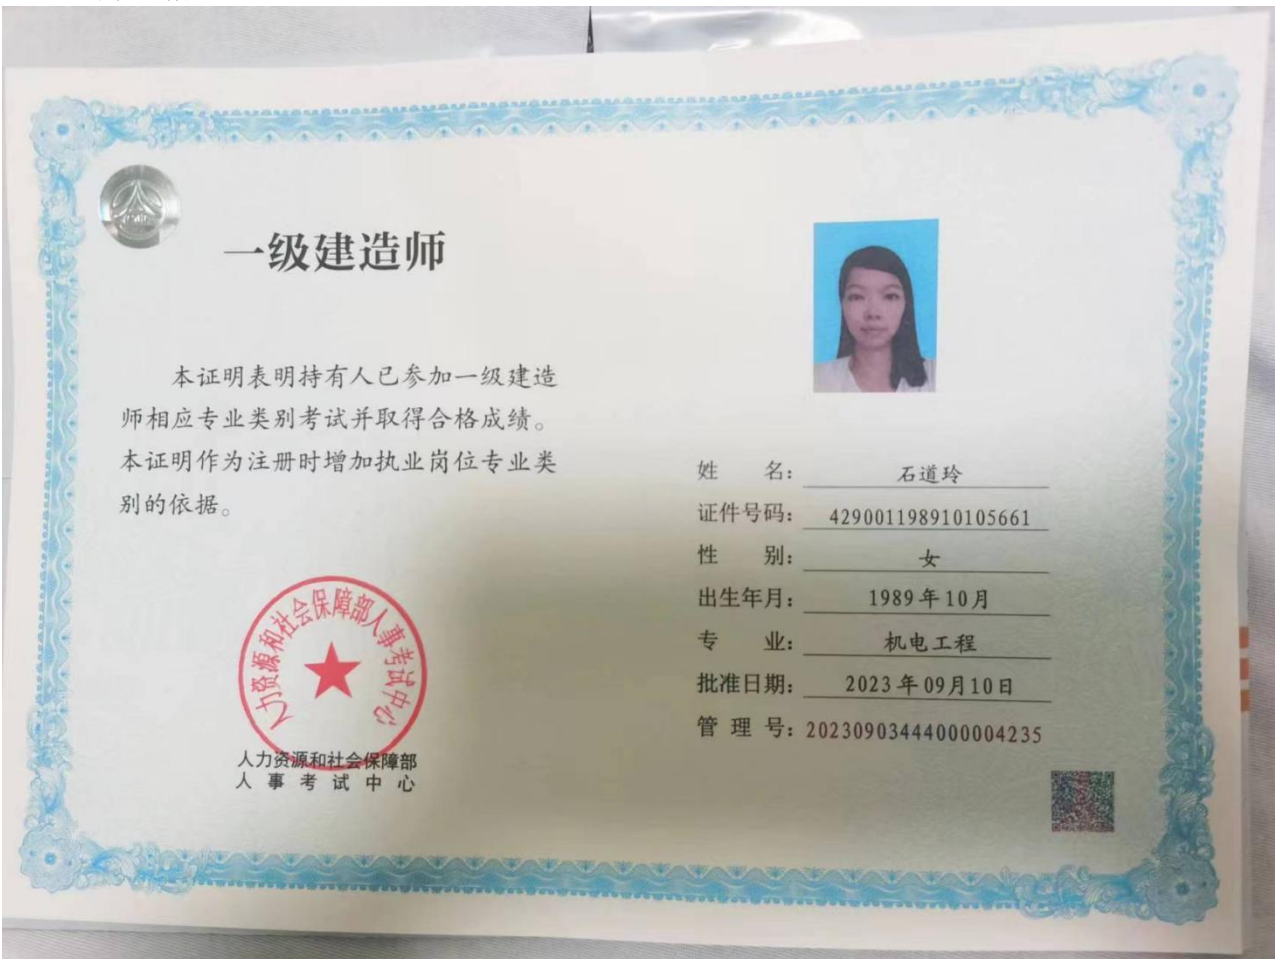 一级建造师
本证明表明持有人已参加一级建造
师相应专业类别考试并取得合格成绩。
本证明作为注册时增加执业岗位专业类
别的依据。
人力资源和社会保障部人事考试中心
人力资源和社会保障部
人事考试中心
姓名：石道玲
证件号码：429001198910105661
性别：女
出生年月：1989年10月
专业：机电工程
批准日期：2023年09月10日
管理号：20230903444000004235